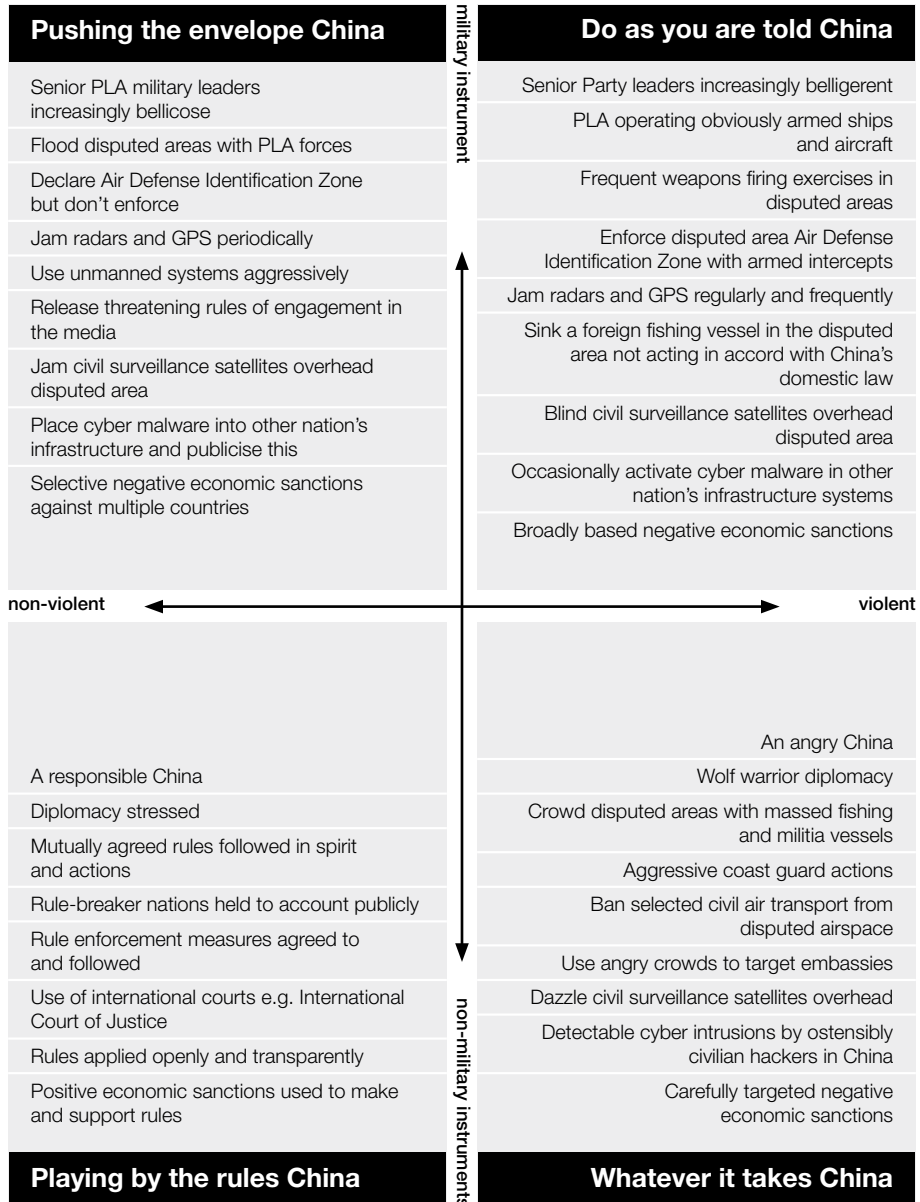 Pushing the envelope China
Senior PLA military leaders
increasingly bellicose
Flood disputed areas with PLA forces
Declare Air Defense Identification Zone
but don't enforce
Jam radars and GPS periodically
Use unmanned systems aggressively
Release threatening rules of engagement in
the media
Jam civil surveillance satellites overhead
disputed area
Place cyber malware into other nation's
infrastructure and publicise this
Selective negative economic sanctions
against multiple countries
military instrument
Do as you are told China
Senior Party leaders increasingly belligerent
PLA operating obviously armed ships
and aircraft
Frequent weapons firing exercises in
disputed areas
Enforce disputed area Air Defense
Identification Zone with armed intercepts
Jam radars and GPS regularly and frequently
Sink a foreign fishing vessel in the disputed
area not acting in accord with China's
domestic law
Blind civil surveillance satellites overhead
disputed area
Occasionally activate cyber malware in other
nation's infrastructure systems
Broadly based negative economic sanctions
non-violent
violent
A responsible China
Diplomacy stressed
Mutually agreed rules followed in spirit
and actions
Rule-breaker nations held to account publicly
Rule enforcement measures agreed to
and followed
Use of international courts e.g. International
Court of Justice
Rules applied openly and transparently
Positive economic sanctions used to make
and support rules
Playing by the rules China
non-military instruments
An angry China
Wolf warrior diplomacy
Crowd disputed areas with massed fishing
and militia vessels
Aggressive coast guard actions
Ban selected civil air transport from
disputed airspace
Use angry crowds to target embassies
Dazzle civil surveillance satellites overhead
Detectable cyber intrusions by ostensibly
civilian hackers in China
Carefully targeted negative
economic sanctions
Whatever it takes China